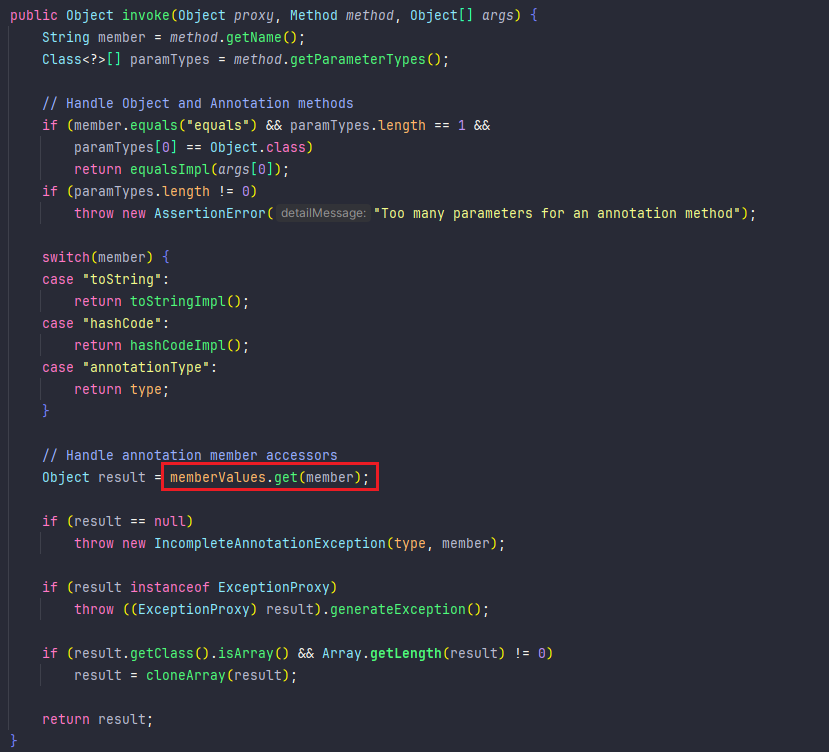 public Object invoke(Object proxy, Method method, Object[] args) {
    String member = method.getName();
    Class<?>[] paramTypes = method.getParameterTypes();

    // Handle Object and Annotation methods
    if (member.equals("equals") && paramTypes.length == 1 &&
        paramTypes[0] == Object.class)
        return equalsImpl(args[0]);
    if (paramTypes.length != 0)
        throw new AssertionError( detailMessage: "Too many parameters for an annotation method");

    switch(member) {
    case "toString":
        return toStringImpl();
    case "hashCode":
        return hashCodeImpl();
    case "annotationType":
        return type;
    }

    // Handle annotation member accessors
    Object result = memberValues.get(member);

    if (result == null)
        throw new IncompleteAnnotationException(type, member);

    if (result instanceof ExceptionProxy)
        throw ((ExceptionProxy) result).generateException();

    if (result.getClass().isArray() && Array.getLength(result) != 0)
        result = cloneArray(result);

    return result;
}